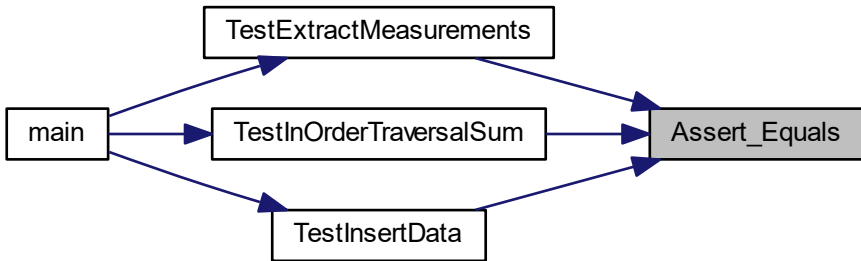 TestExtractMeasurements
main
TestInOrderTraversalSum
Assert_Equals
TestInsertData